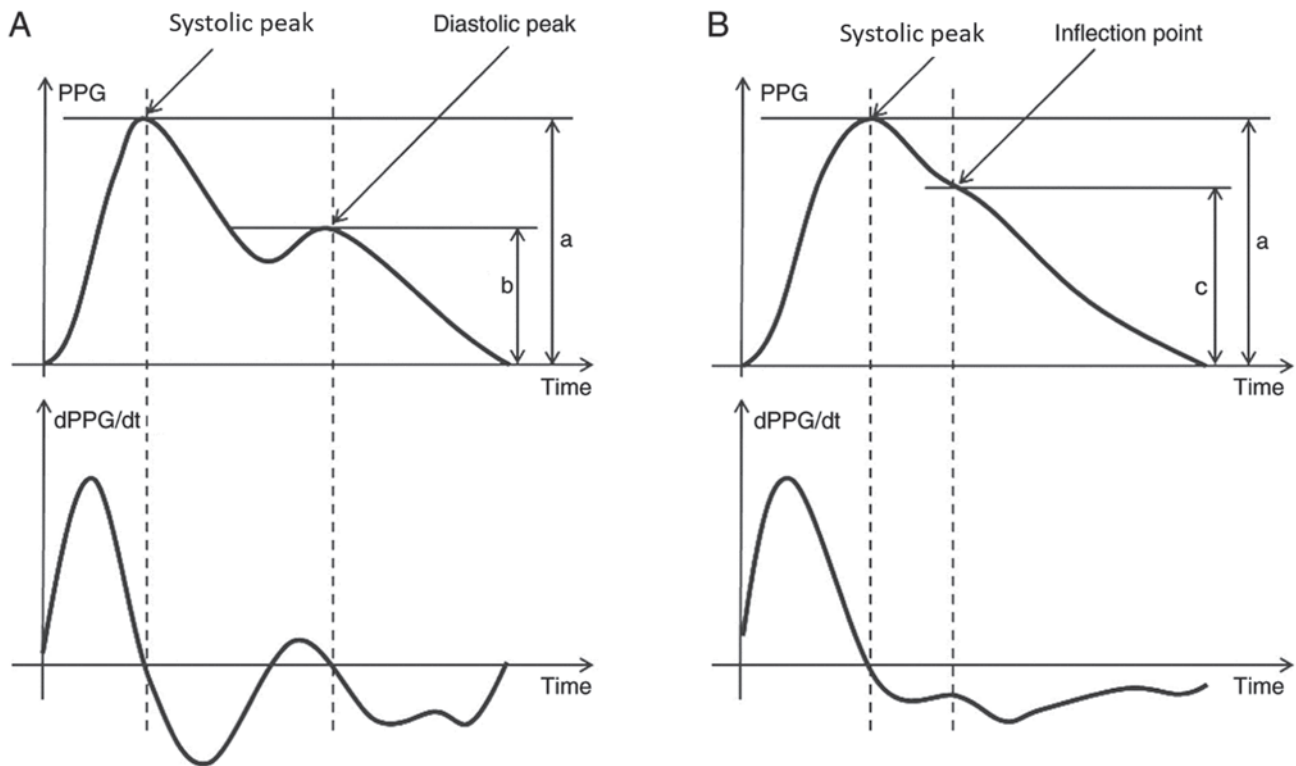 A
Systolic peak
Diastolic peak
PPG
a
b
Time
dPPG/dt
Time
B
Systolic peak
Inflection point
PPG
a
c
Time
dPPG/dt
Time